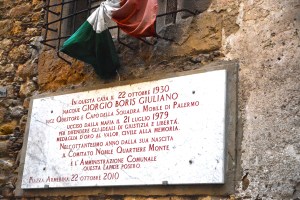 In questa casa il 22 ottobre 1930
nacque GIORGIO BORIS GIULIANO
vice Questore e Capo della Squadra Mobile di Palermo
ucciso dalla mafia il 21 luglio 1979
per difendere gli ideali di giustizia e libertà.
Medaglia d'oro al valor civile alla memoria.
Nell'ottantesimo anno dalla sua nascita
il Comitato Nobile Quartiere Monte
e l'Amministrazione Comunale
questa lapide posero
Piazza Armerina, 22 ottobre 2010